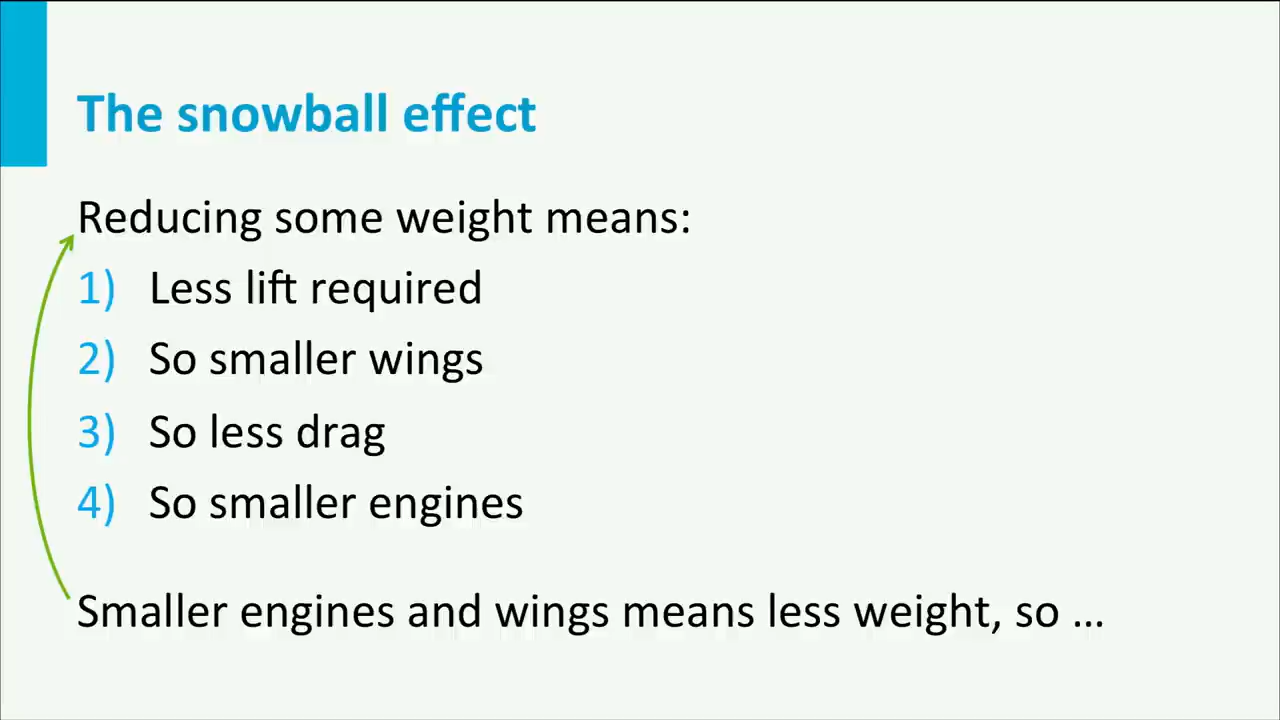 The snowball effect
Reducing some weight means:
1) Less lift required
2) So smaller wings
3) So less drag
4) So smaller engines
Smaller engines and wings means less weight, so ...